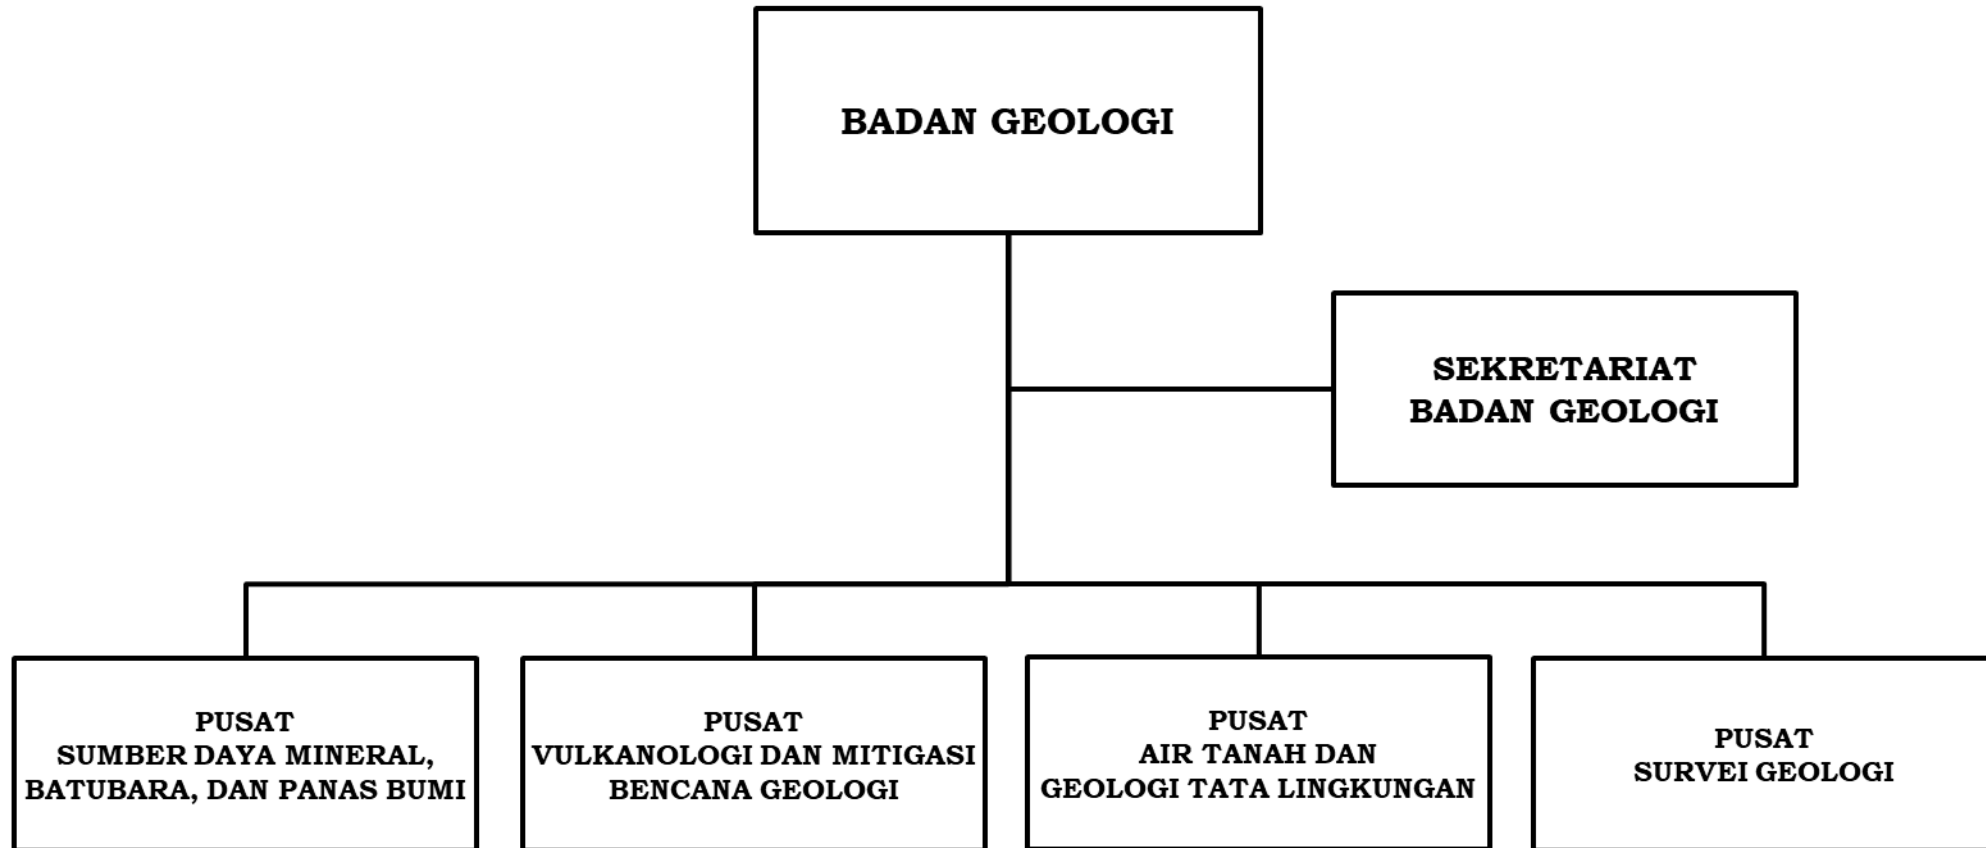 BADAN GEOLOGI
SEKRETARIAT
BADAN GEOLOGI
PUSAT
SUMBER DAYA MINERAL,
BATUBARA, DAN PANAS BUMI
PUSAT
VULKANOLOGI DAN MITIGASI
BENCANA GEOLOGI
PUSAT
AIR TANAH DAN
GEOLOGI TATA LINGKUNGAN
PUSAT
SURVEI GEOLOGI